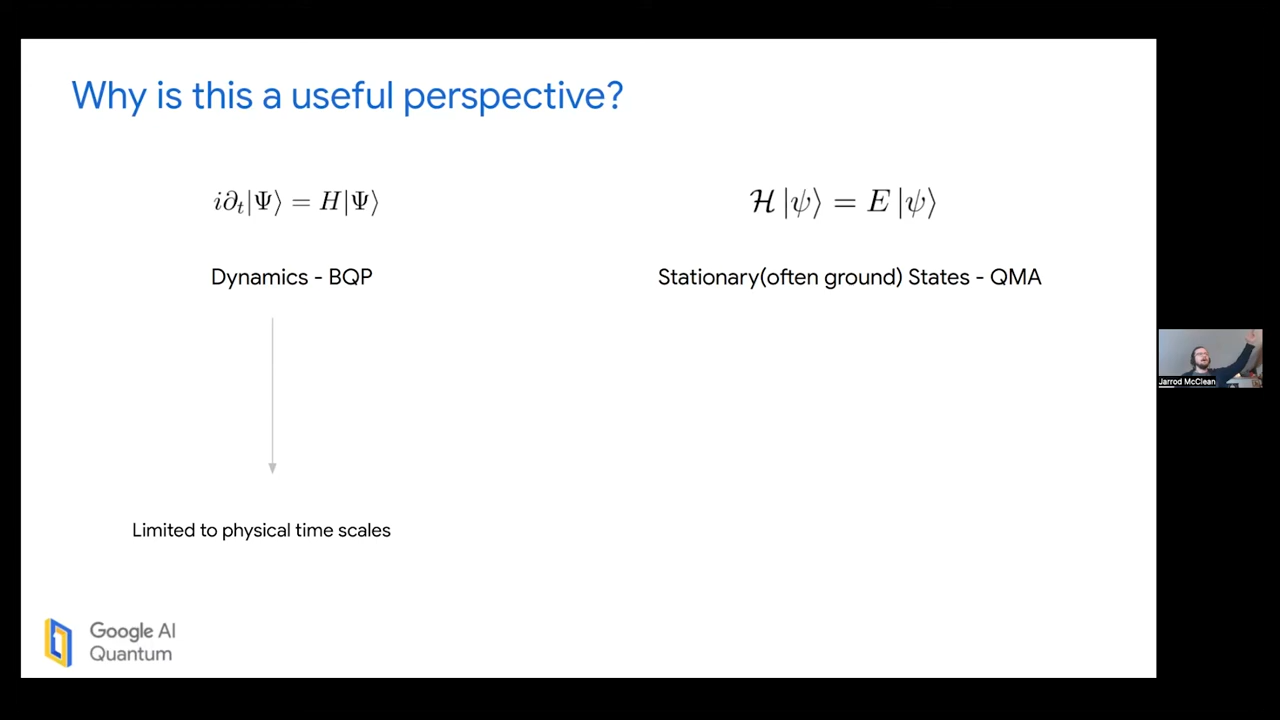 Why is this a useful perspective?
i∂ₜ|Ψ⟩ = H|Ψ⟩
ℋ|ψ⟩ = E|ψ⟩
Dynamics - BQP
Stationary(often ground) States - QMA
Limited to physical time scales
Google AI
Quantum
Jarrod McClean